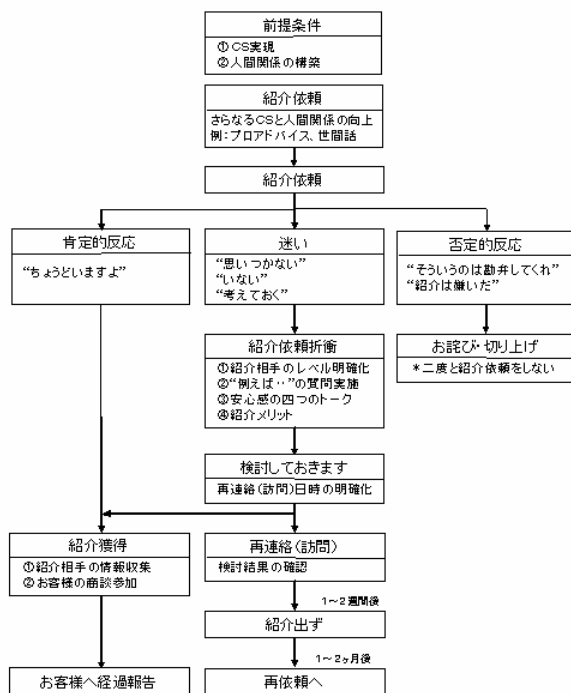 前提条件
①CS実現
②人間関係の構築
紹介依頼
さらなるCSと人間関係の向上
例：プロアドバイス、世間話
紹介依頼
肯定的反応
“ちょうどいますよ”
迷い
“思いつかない”
“いない”
“考えておく”
否定的反応
“そういうのは勘弁してくれ”
“紹介は嫌いだ”
紹介依頼折衝
①紹介相手のレベル明確化
②“例えば‥”の質問実施
③安心感の四つのトーク
④紹介メリット
お詫び・切り上げ
＊二度と紹介依頼をしない
検討しておきます
再連絡（訪問）日時の明確化
紹介獲得
①紹介相手の情報収集
②お客様の商談参加
再連絡（訪問）
検討結果の確認
1～2週間後
紹介出ず
1～2ヶ月後
お客様へ経過報告
再依頼へ